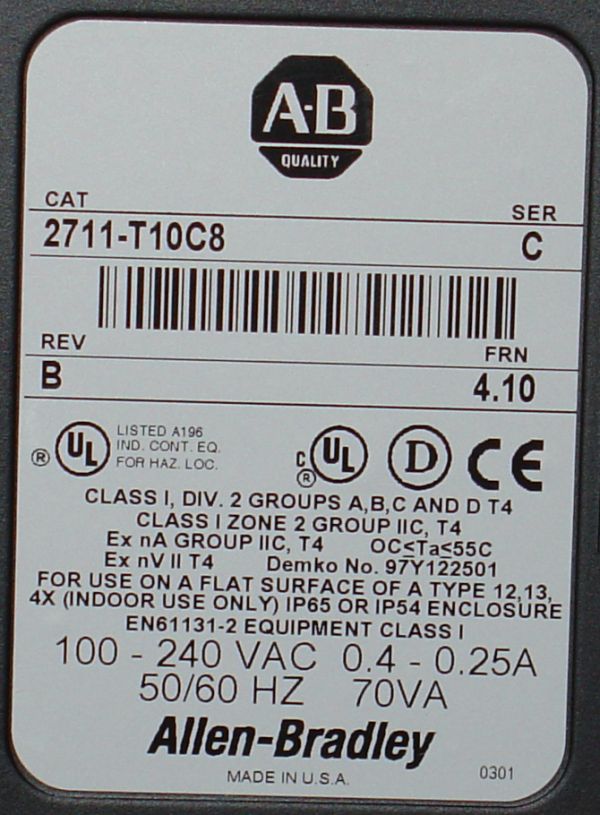 A-B
QUALITY
CAT
SER
2711-T10C8
C
REV
FRN
B
4.10
® UL LISTED A196
IND. CONT. EQ.
FOR HAZ. LOC.
C UL ® D CE
CLASS I, DIV. 2 GROUPS A,B,C AND D T4
CLASS I ZONE 2 GROUP IIC, T4
Ex nA GROUP IIC, T4 OC≤Ta≤55C
Ex nV II T4 Demko No. 97Y122501
FOR USE ON A FLAT SURFACE OF A TYPE 12,13,
4X (INDOOR USE ONLY) IP65 OR IP54 ENCLOSURE
EN61131-2 EQUIPMENT CLASS I
100 - 240 VAC 0.4 - 0.25A
50/60 HZ 70VA
Allen-Bradley
MADE IN U.S.A.
0301